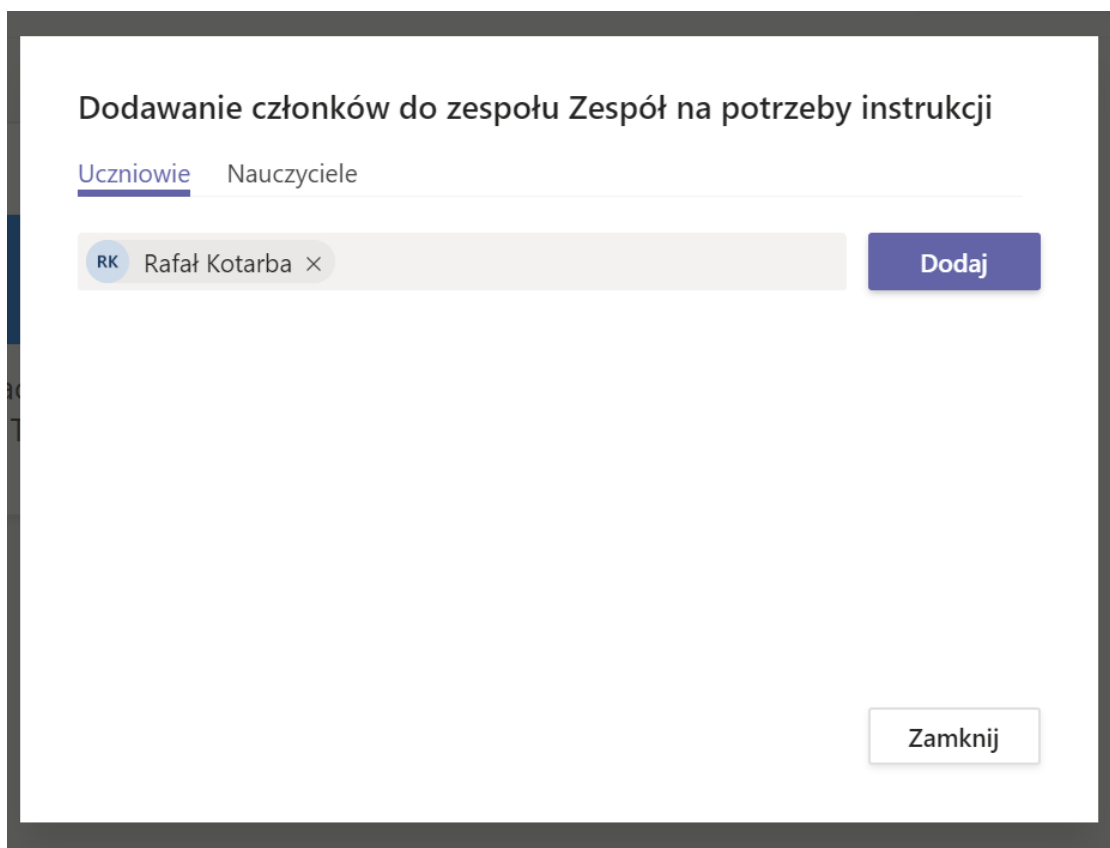 Dodawanie członków do zespołu Zespół na potrzeby instrukcji
Uczniowie Nauczyciele
RK Rafał Kotarba × Dodaj
Zamknij